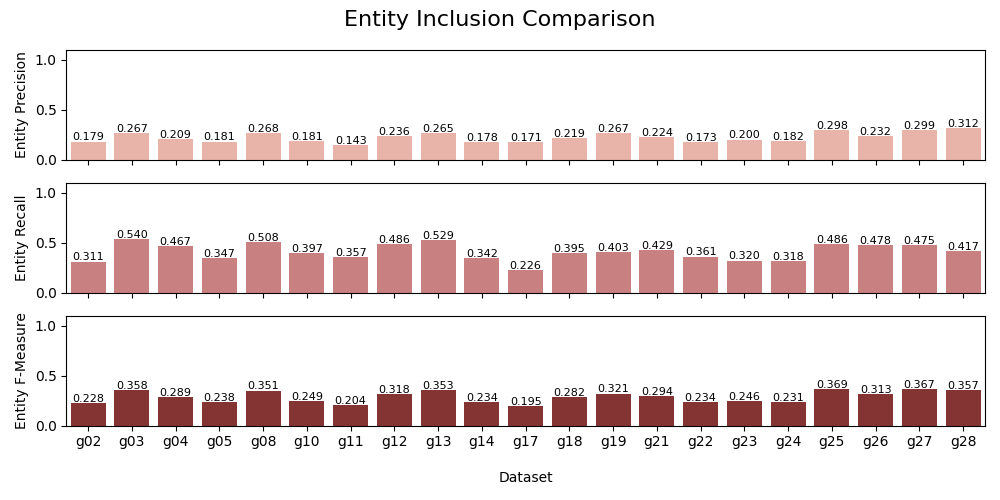 Entity Inclusion Comparison
Entity Precision
1.0
0.5
0.0
0.179 0.267 0.209 0.181 0.268 0.181 0.143 0.236 0.265 0.178 0.171 0.219 0.267 0.224 0.173 0.200 0.182 0.298 0.232 0.299 0.312
Entity Recall
1.0
0.5
0.0
0.311 0.540 0.467 0.347 0.508 0.397 0.357 0.486 0.529 0.342 0.226 0.395 0.403 0.429 0.361 0.320 0.318 0.486 0.478 0.475 0.417
Entity F-Measure
1.0
0.5
0.0
0.228 0.358 0.289 0.238 0.351 0.249 0.204 0.318 0.353 0.234 0.195 0.282 0.321 0.294 0.234 0.246 0.231 0.369 0.313 0.367 0.357
g02 g03 g04 g05 g08 g10 g11 g12 g13 g14 g17 g18 g19 g21 g22 g23 g24 g25 g26 g27 g28
Dataset